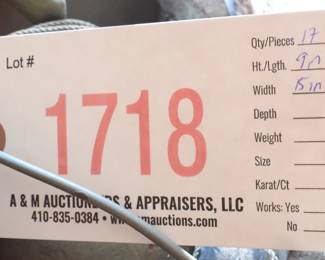 Lot #
1718
A & M AUCTIONEERS & APPRAISERS, LLC
410-835-0384 •
Qty/Pieces 17
Ht./Lgth. 9in
Width 15in
Depth
Weight
Size
Karat/Ct
Works: Yes
No